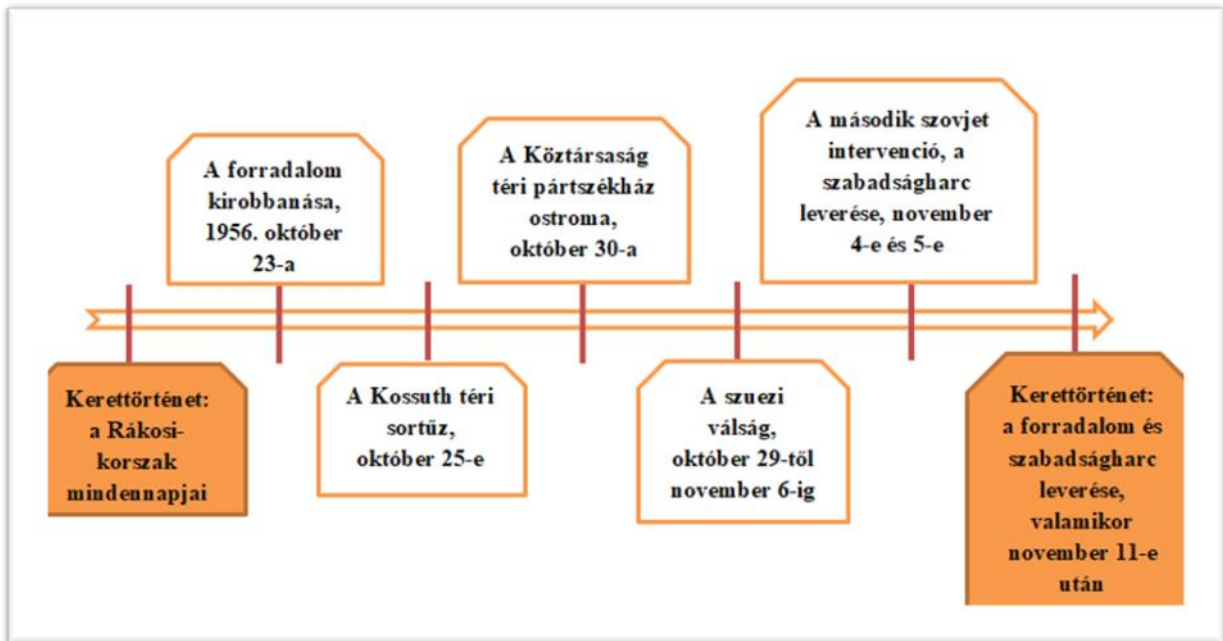 Kerettörténet:
a Rákosi-
korszak
mindennapjai
A forradalom
kirobbanása,
1956. október
23-a
A Kossuth téri
sortűz,
október 25-e
A Köztársaság
téri pártszékház
ostroma,
október 30-a
A szuezi
válság,
október 29-től
november 6-ig
A második szovjet
intervenció, a
szabadságharc
leverése, november
4-e és 5-e
Kerettörténet:
a forradalom és
szabadságharc
leverése,
valamikor
november 11-e
után